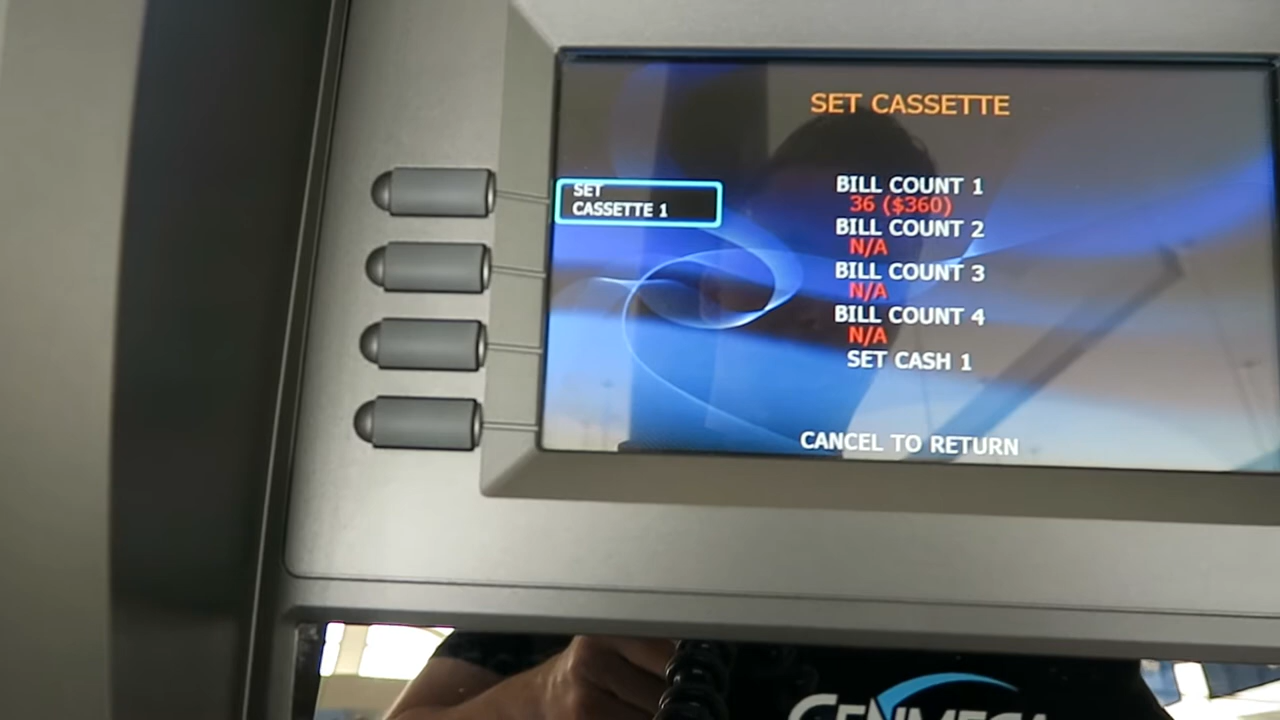 SET CASSETTE
SET
CASSETTE 1
BILL COUNT 1
36 ($360)
BILL COUNT 2
N/A
BILL COUNT 3
N/A
BILL COUNT 4
N/A
SET CASH 1
CANCEL TO RETURN
GENMEGA